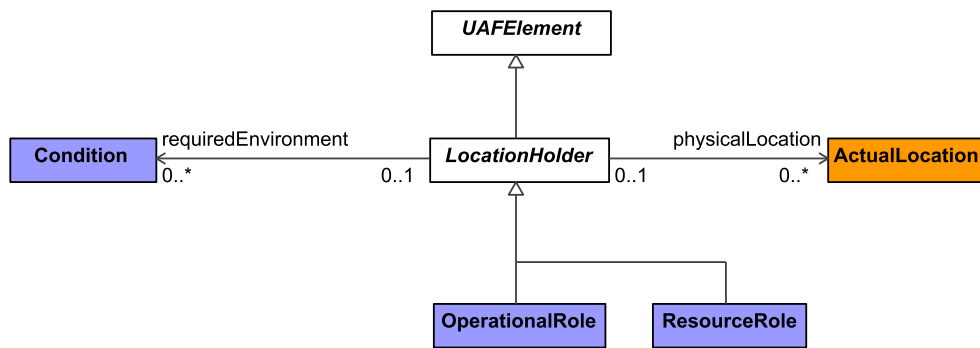 UAFElement
requiredEnvironment
physicalLocation
Condition
LocationHolder
ActualLocation
0..*
0..1
0..1
0..*
OperationalRole
ResourceRole